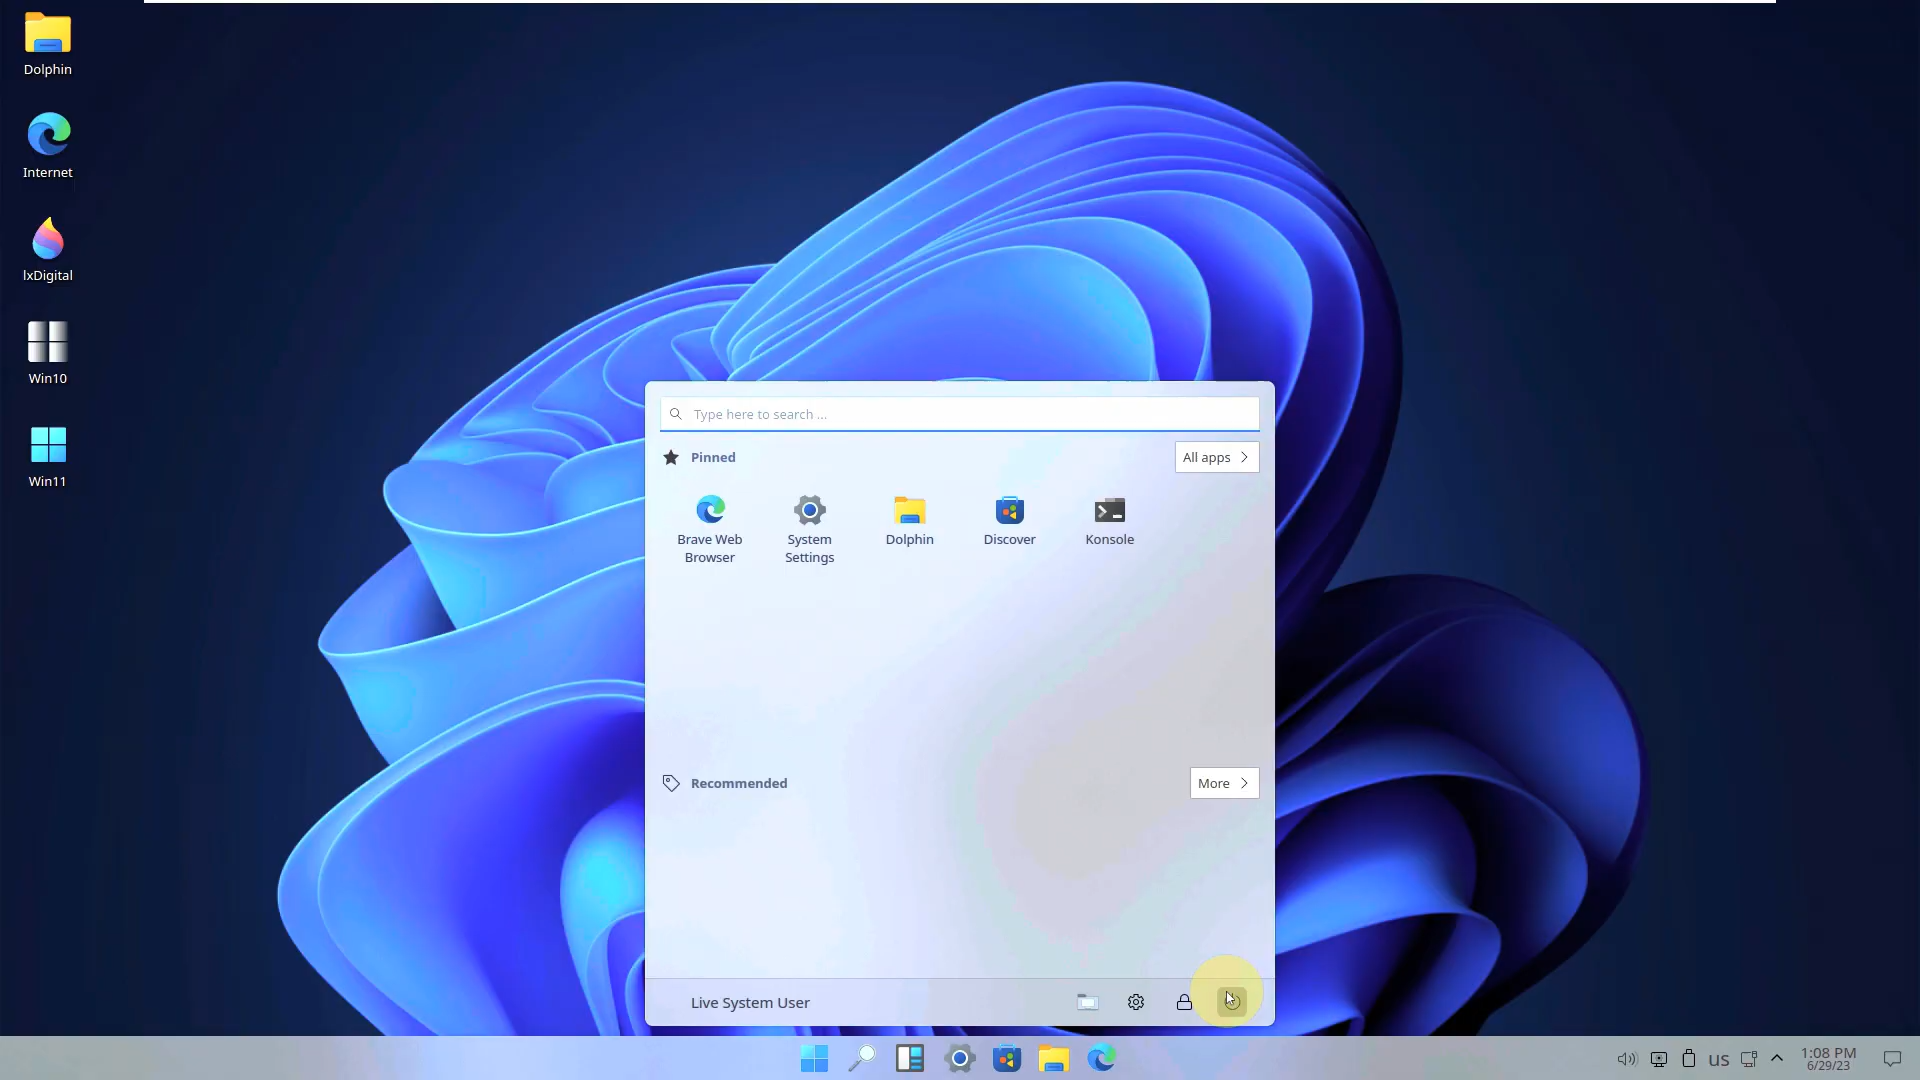 Dolphin
Internet
lxDigital
Win10
Win11
Type here to search ...
Pinned
All apps
Brave Web
Browser
System
Settings
Dolphin
Discover
Konsole
Recommended
More
Live System User
us
1:08 PM
6/29/23